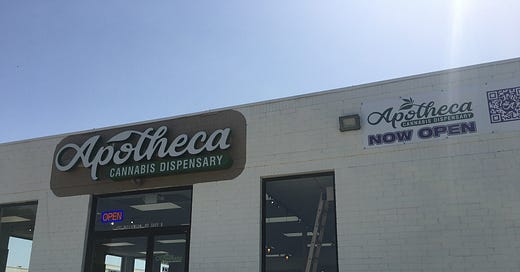 Apotheca
CANNABIS DISPENSARY
Apotheca
CANNABIS DISPENSARY
NOW OPEN
OPEN